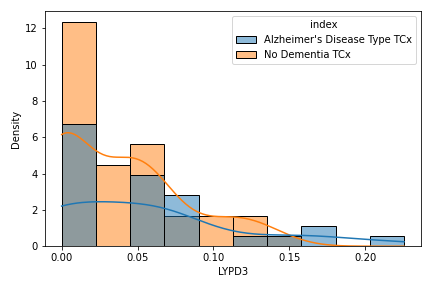 index
Alzheimer's Disease Type TCx
No Dementia TCx
Density
12
10
8
6
4
2
0
0.00 0.05 0.10 0.15 0.20
LYPD3